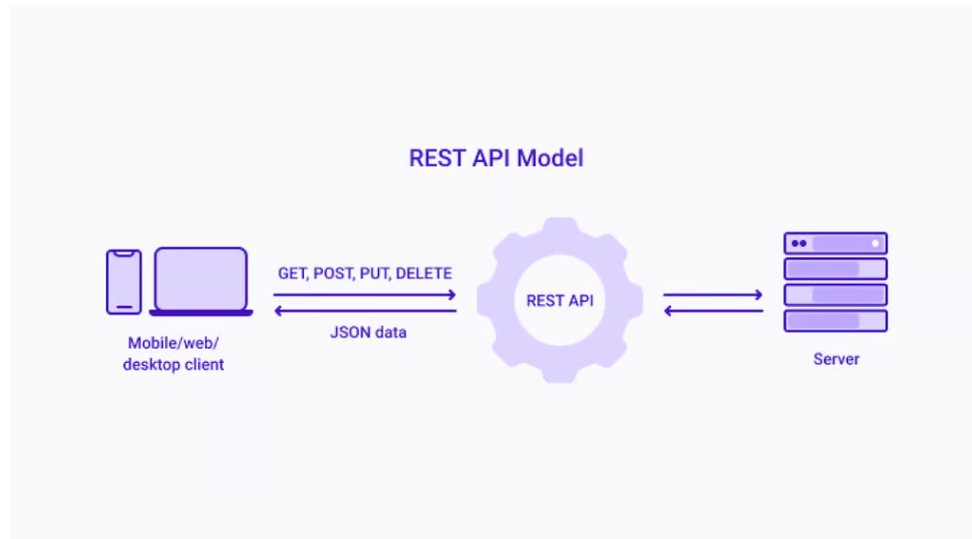 REST API Model
GET, POST, PUT, DELETE
REST API
JSON data
Mobile/web/
desktop client
Server